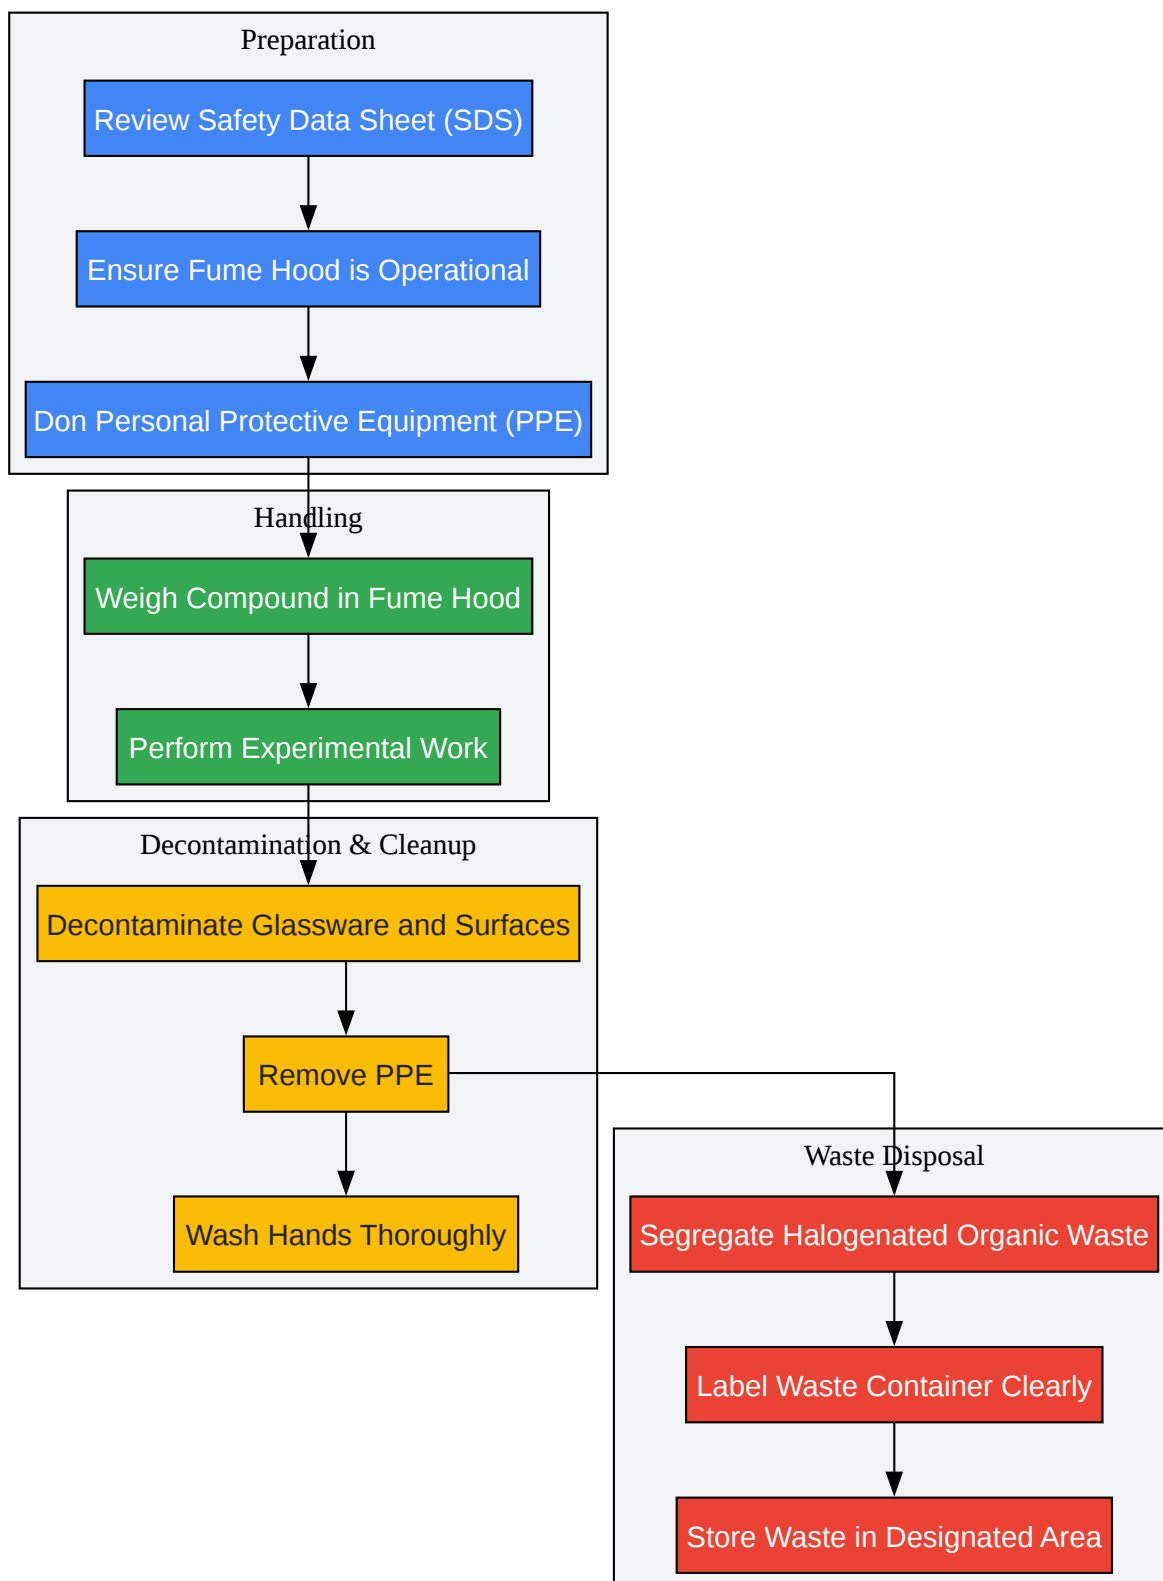 Preparation
Review Safety Data Sheet (SDS)
Ensure Fume Hood is Operational
Don Personal Protective Equipment (PPE)
Handling
Weigh Compound in Fume Hood
Perform Experimental Work
Decontamination & Cleanup
Decontaminate Glassware and Surfaces
Remove PPE
Wash Hands Thoroughly
Waste Disposal
Segregate Halogenated Organic Waste
Label Waste Container Clearly
Store Waste in Designated Area